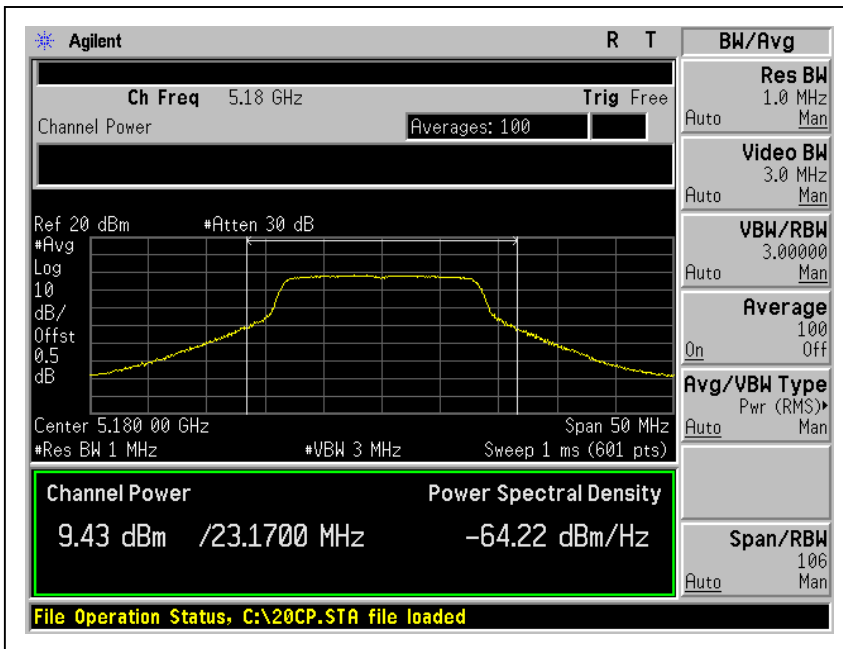 Agilent R T
Ch Freq 5.18 GHz Trig Free
Channel Power Averages: 100
Ref 20 dBm #Atten 30 dB
#Avg
Log
10
dB/
Offst
0.5
dB
Center 5.180 00 GHz Span 50 MHz
#Res BW 1 MHz #VBW 3 MHz Sweep 1 ms (601 pts)
Channel Power Power Spectral Density
9.43 dBm /23.1700 MHz -64.22 dBm/Hz
File Operation Status, C:\20CP.STA file loaded
BW/Avg
Res BW
1.0 MHz
Auto Man
Video BW
3.0 MHz
Auto Man
VBW/RBW
3.00000
Auto Man
Average
100
On Off
Avg/VBW Type
Pwr (RMS)▸
Auto Man
Span/RBW
106
Auto Man